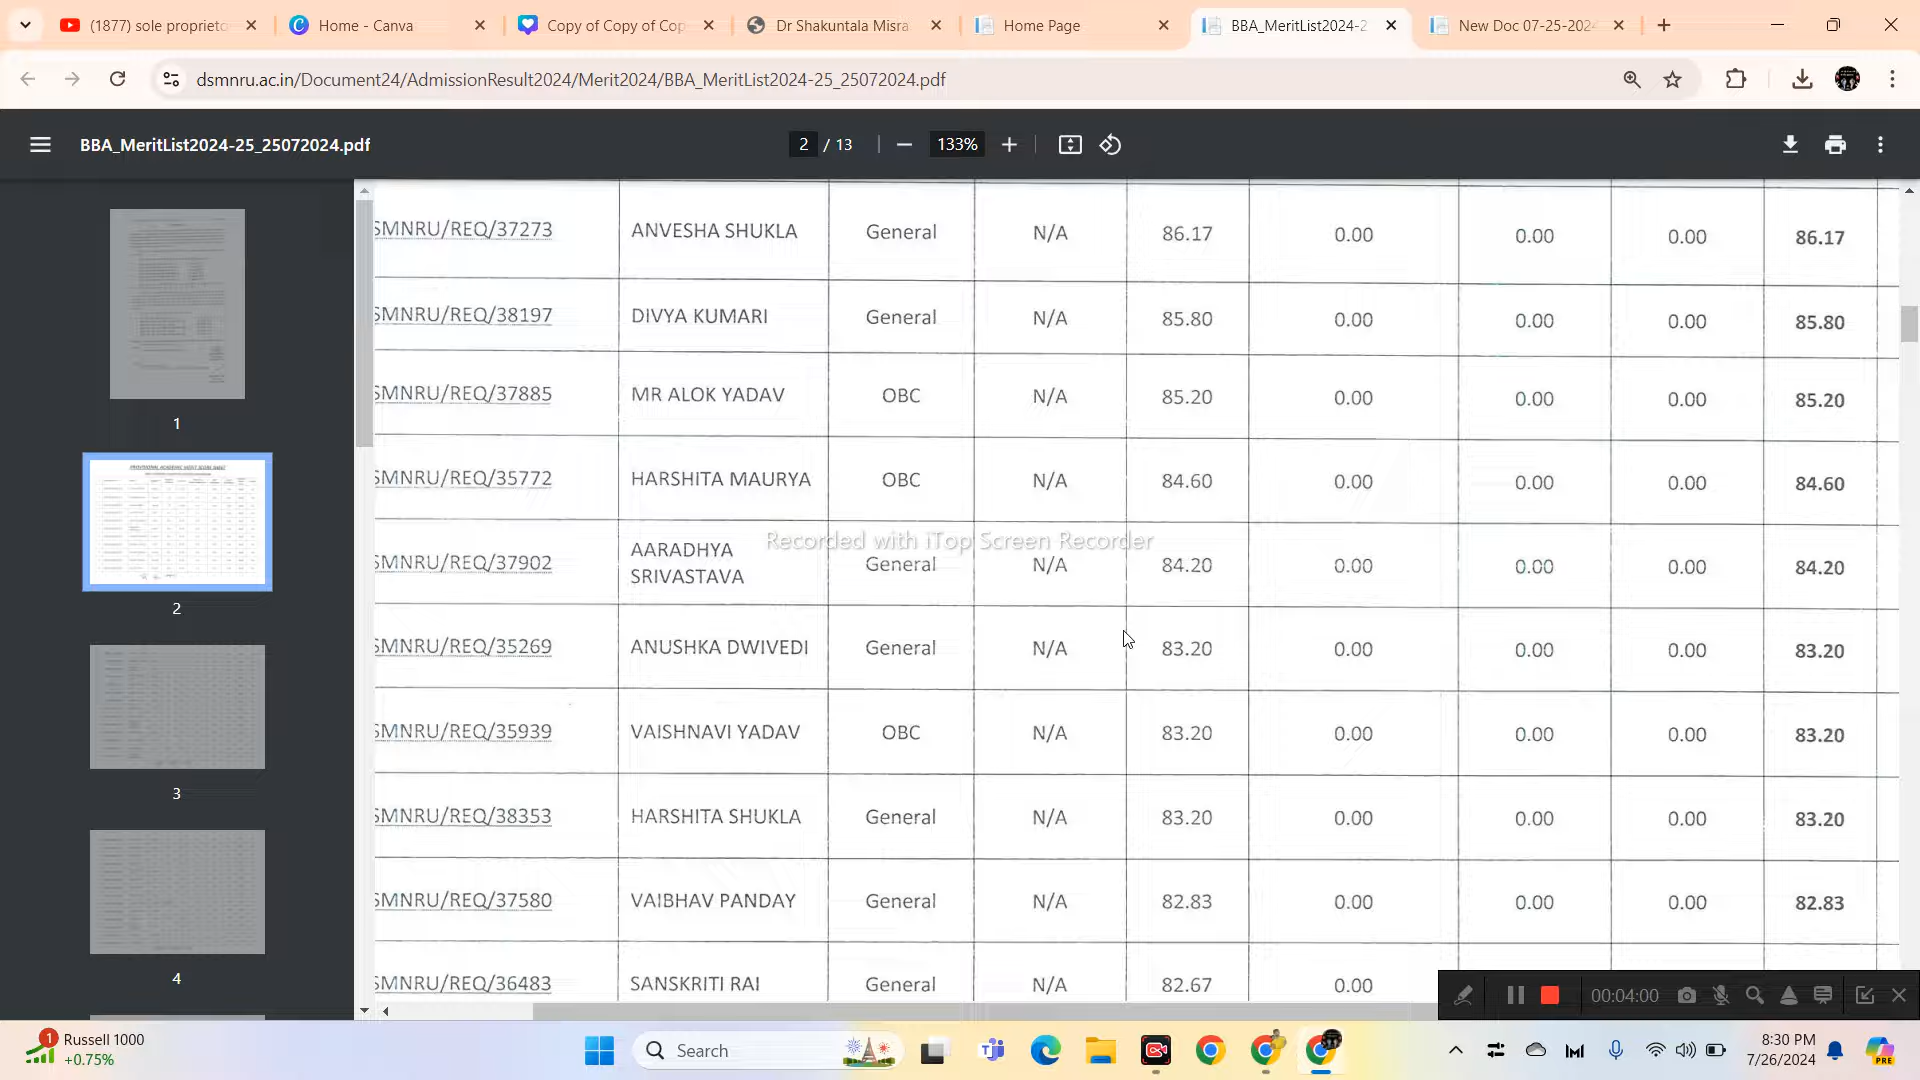 (1877) sole proprieto
Home - Canva
Copy of Copy of Cop
Dr Shakuntala Misra
Home Page
BBA_MeritList2024-2
New Doc 07-25-202
dsmnru.ac.in/Document24/AdmissionResult2024/Merit2024/BBA_MeritList2024-25_25072024.pdf
BBA_MeritList2024-25_25072024.pdf
2 / 13
133%
SMNRU/REQ/37273 ANVESHA SHUKLA General N/A 86.17 0.00 0.00 0.00 86.17
SMNRU/REQ/38197 DIVYA KUMARI General N/A 85.80 0.00 0.00 0.00 85.80
SMNRU/REQ/37885 MR ALOK YADAV OBC N/A 85.20 0.00 0.00 0.00 85.20
SMNRU/REQ/35772 HARSHITA MAURYA OBC N/A 84.60 0.00 0.00 0.00 84.60
Recorded with iTop Screen Recorder
SMNRU/REQ/37902 AARADHYA
SRIVASTAVA General N/A 84.20 0.00 0.00 0.00 84.20
SMNRU/REQ/35269 ANUSHKA DWIVEDI General N/A 83.20 0.00 0.00 0.00 83.20
SMNRU/REQ/35939 VAISHNAVI YADAV OBC N/A 83.20 0.00 0.00 0.00 83.20
SMNRU/REQ/38353 HARSHITA SHUKLA General N/A 83.20 0.00 0.00 0.00 83.20
SMNRU/REQ/37580 VAIBHAV PANDAY General N/A 82.83 0.00 0.00 0.00 82.83
SMNRU/REQ/36483 SANSKRITI RAI General N/A 82.67 0.00
1
2
3
4
00:04:00
1
Russell 1000
+0.75%
Search
PRE
8:30 PM
7/26/2024